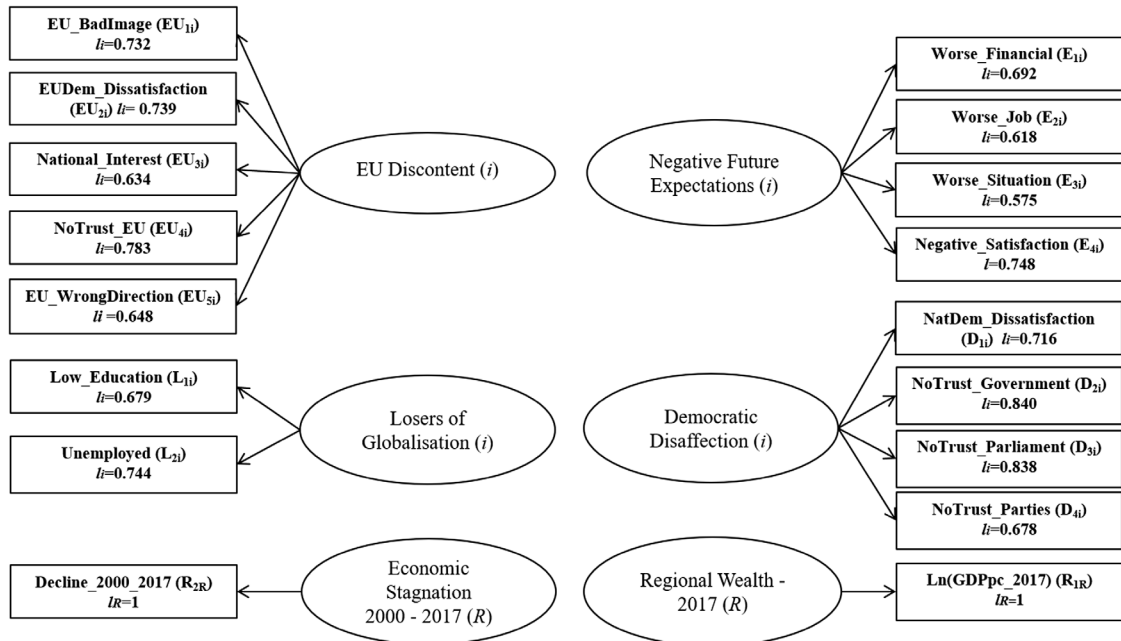 EU_BadImage (EU1i)
li=0.732
EUDem_Dissatisfaction
(EU2i) li= 0.739
National_Interest (EU3i)
li=0.634
NoTrust_EU (EU4i)
li=0.783
EU_WrongDirection (EU5i)
li =0.648
EU Discontent (i)
Negative Future
Expectations (i)
Worse_Financial (E1i)
li=0.692
Worse_Job (E2i)
li=0.618
Worse_Situation (E3i)
li=0.575
Negative_Satisfaction (E4i)
l=0.748
Low_Education (L1i)
li=0.679
Unemployed (L2i)
li=0.744
Losers of
Globalisation (i)
Democratic
Disaffection (i)
NatDem_Dissatisfaction
(D1i) li=0.716
NoTrust_Government (D2i)
li=0.840
NoTrust_Parliament (D3i)
li=0.838
NoTrust_Parties (D4i)
li=0.678
Decline_2000_2017 (R2R)
lR=1
Economic
Stagnation
2000 - 2017 (R)
Regional Wealth -
2017 (R)
Ln(GDPpc_2017) (R1R)
lR=1